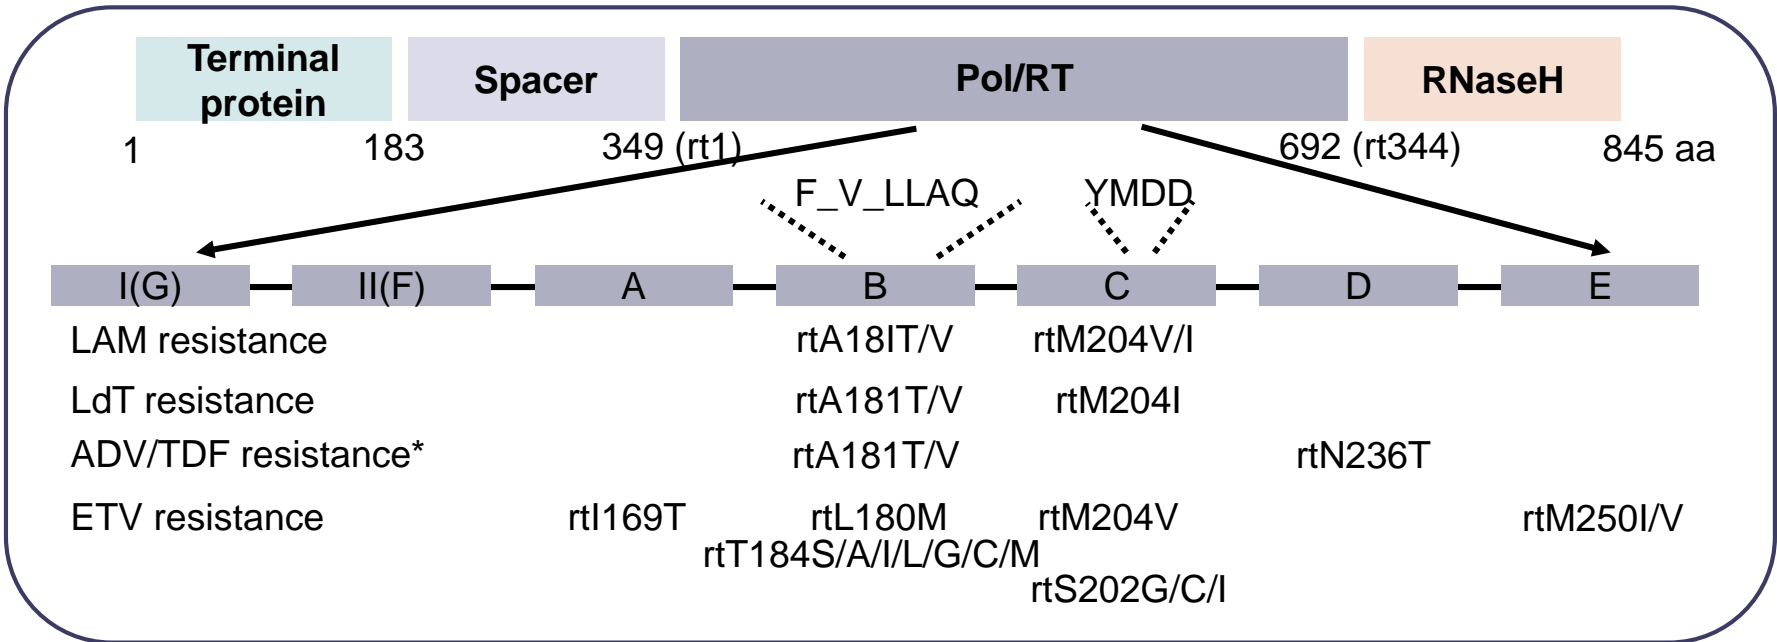 Terminal
protein
Spacer
Pol/RT
RNaseH
1
183
349 (rt1)
692 (rt344)
845 aa
F_V_LLAQ
YMDD
I(G)
II(F)
A
B
C
D
E
LAM resistance
rtA18IT/V
rtM204V/I
LdT resistance
rtA181T/V
rtM204I
ADV/TDF resistance*
rtA181T/V
rtN236T
ETV resistance
rtI169T
rtL180M
rtM204V
rtM250I/V
rtT184S/A/I/L/G/C/M
rtS202G/C/I